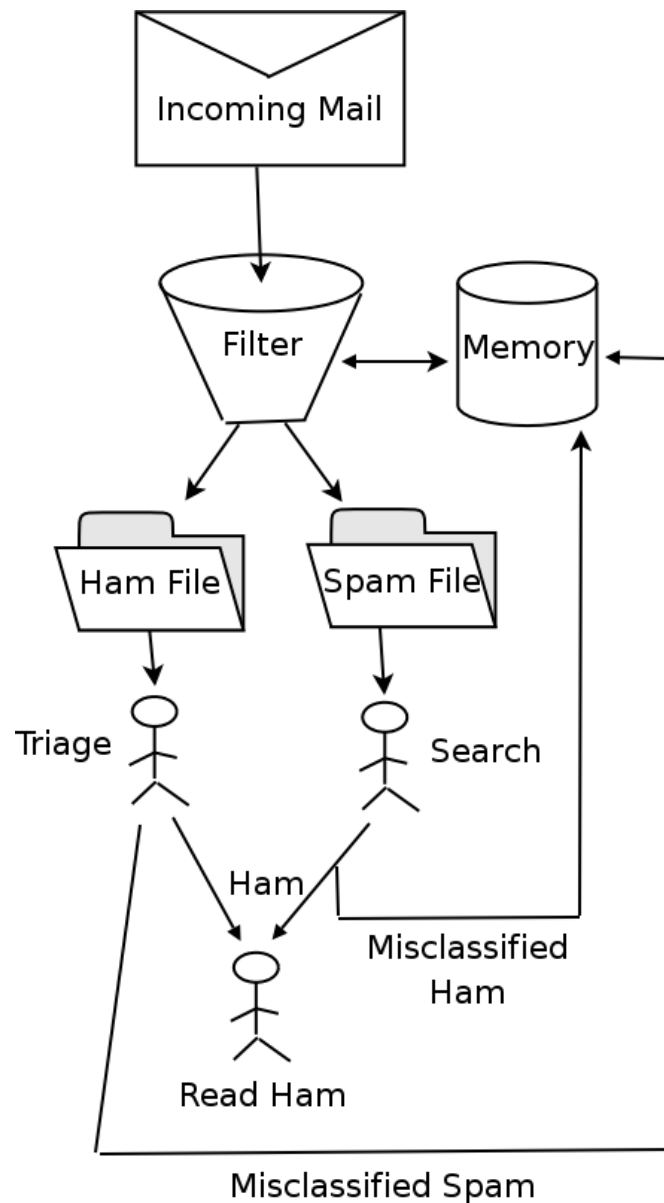 Incoming Mail
Filter
Memory
Ham File
Spam File
Triage
Search
Ham
Misclassified
Ham
Read Ham
Misclassified Spam